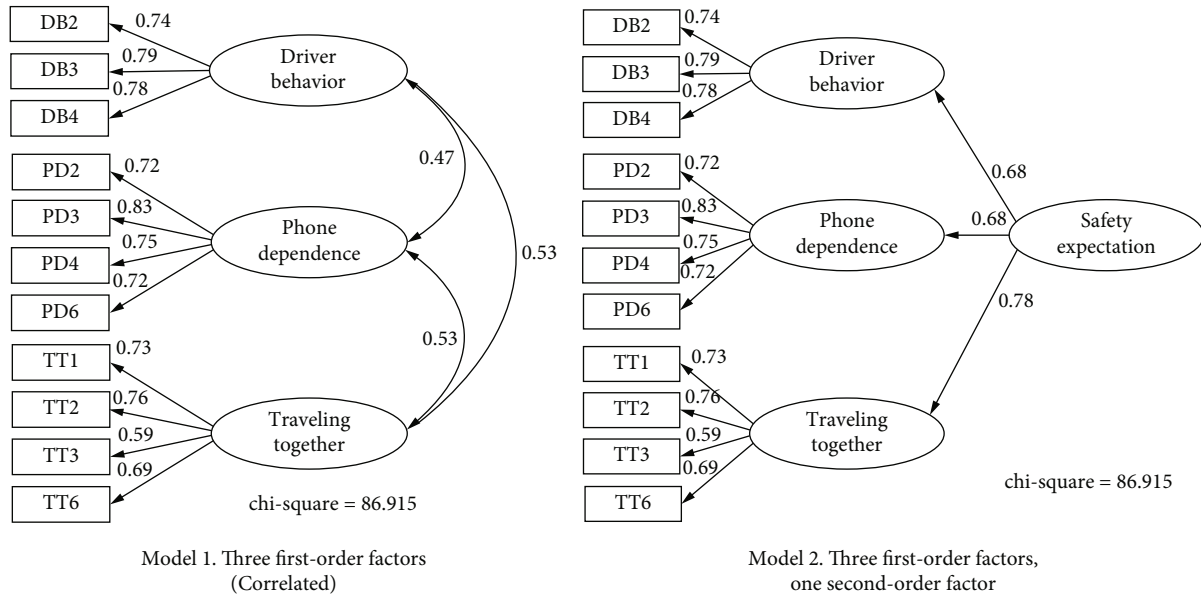 DB2
0.74
DB3
0.79
DB4
0.78
Driver
behavior
PD2
0.72
PD3
0.83
PD4
0.75
PD6
0.72
Phone
dependence
TT1
0.73
TT2
0.76
TT3
0.59
TT6
0.69
Traveling
together
0.47
0.53
0.53
chi-square = 86.915
Model 1. Three first-order factors
(Correlated)
DB2
0.74
DB3
0.79
DB4
0.78
Driver
behavior
PD2
0.72
PD3
0.83
PD4
0.75
PD6
0.72
Phone
dependence
TT1
0.73
TT2
0.76
TT3
0.59
TT6
0.69
Traveling
together
0.68
0.68
0.78
Safety
expectation
chi-square = 86.915
Model 2. Three first-order factors,
one second-order factor